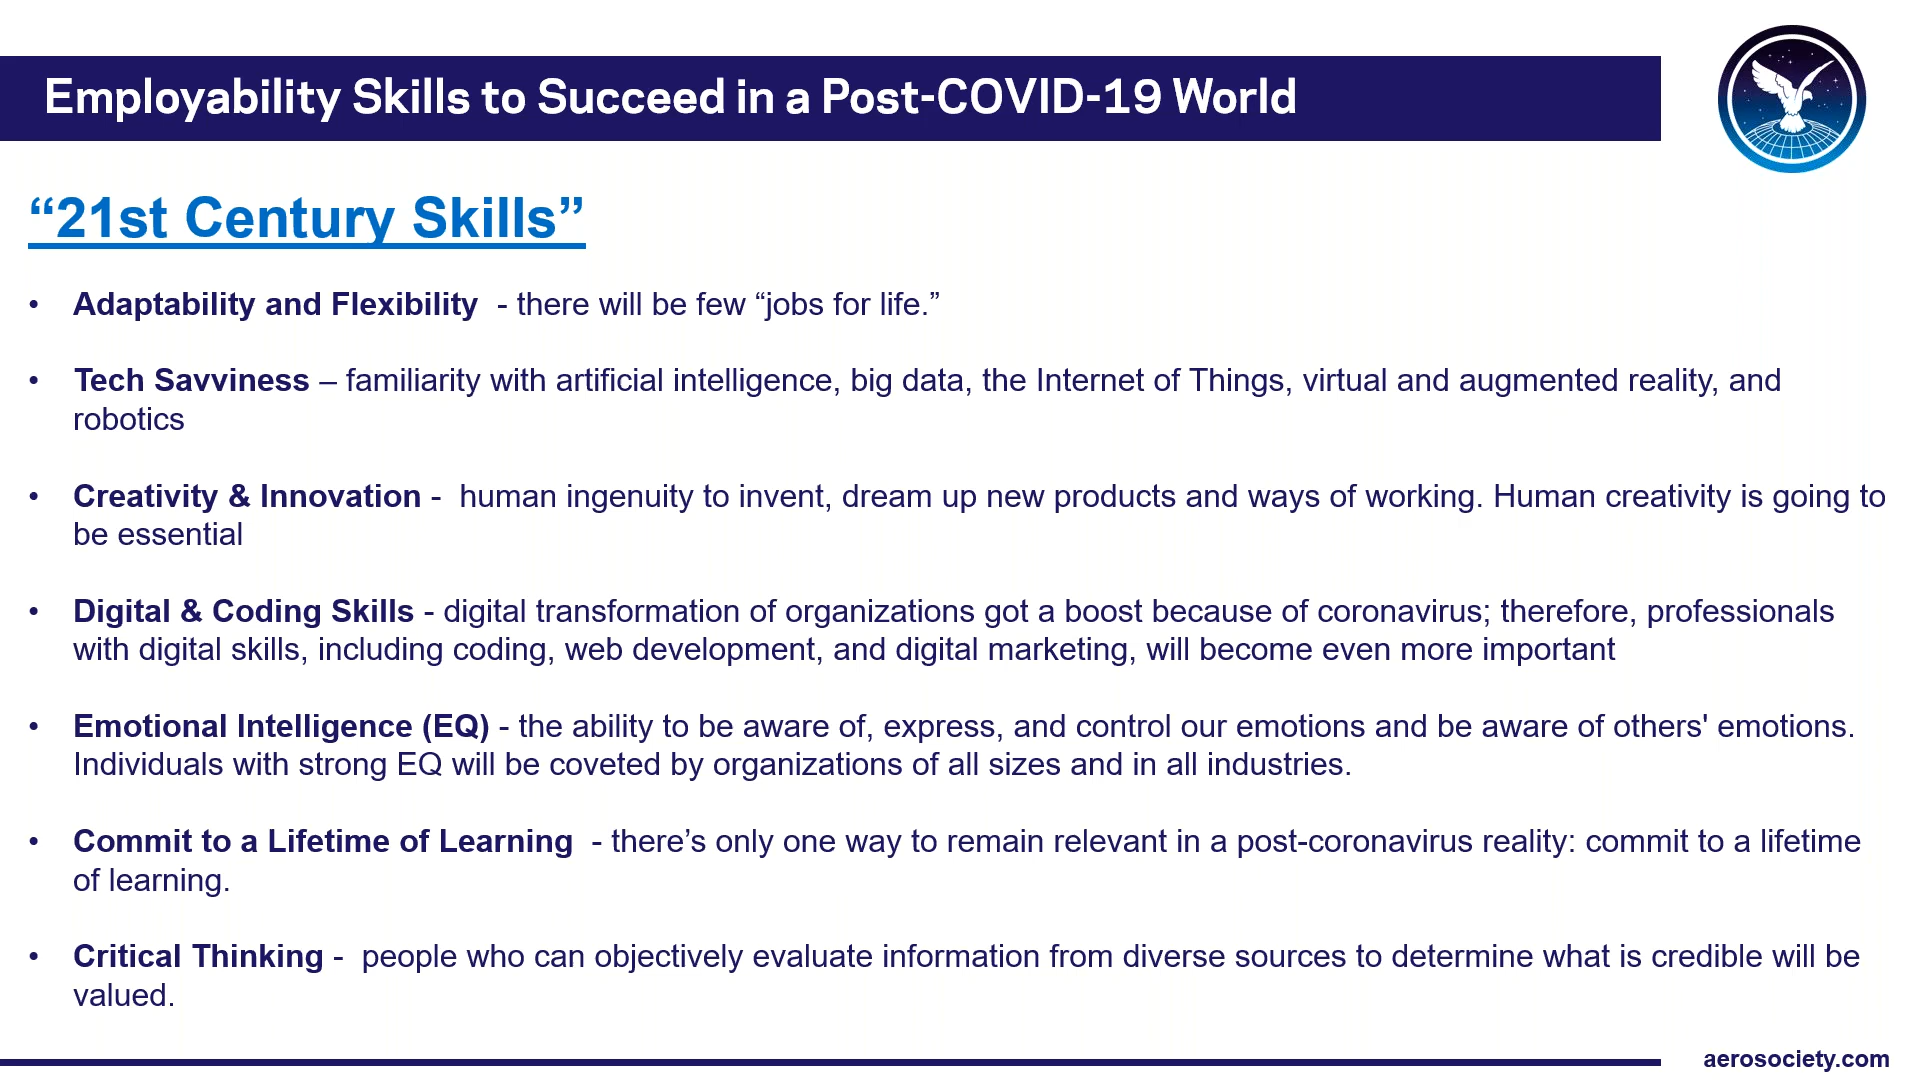 Employability Skills to Succeed in a Post-COVID-19 World
“21st Century Skills”
• Adaptability and Flexibility  - there will be few “jobs for life.”
• Tech Savviness – familiarity with artificial intelligence, big data, the Internet of Things, virtual and augmented reality, and
robotics
• Creativity & Innovation -  human ingenuity to invent, dream up new products and ways of working. Human creativity is going to
be essential
• Digital & Coding Skills - digital transformation of organizations got a boost because of coronavirus; therefore, professionals
with digital skills, including coding, web development, and digital marketing, will become even more important
• Emotional Intelligence (EQ) - the ability to be aware of, express, and control our emotions and be aware of others' emotions.
Individuals with strong EQ will be coveted by organizations of all sizes and in all industries.
• Commit to a Lifetime of Learning  - there’s only one way to remain relevant in a post-coronavirus reality: commit to a lifetime
of learning.
• Critical Thinking -  people who can objectively evaluate information from diverse sources to determine what is credible will be
valued.
aerosociety.com